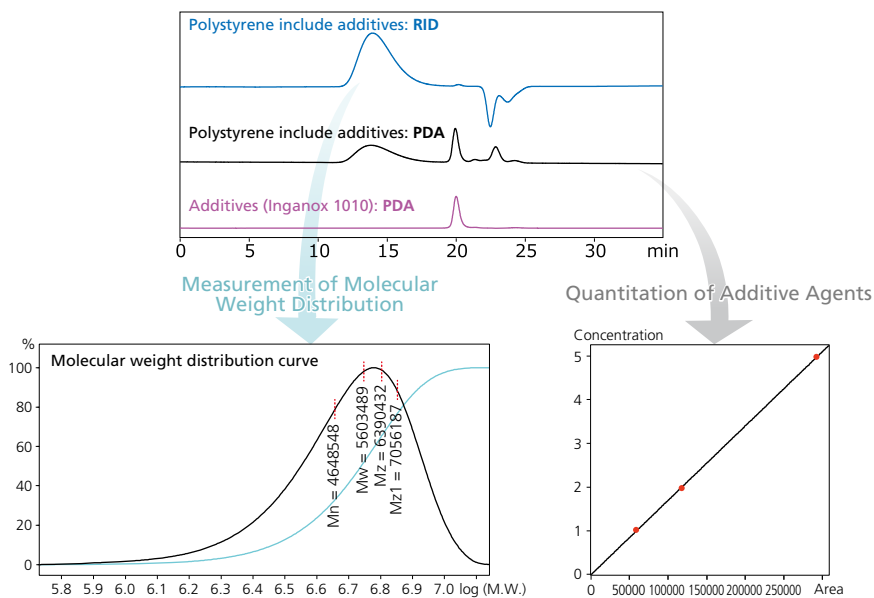 Polystyrene include additives: RID
Polystyrene include additives: PDA
Additives (Inganox 1010): PDA
0 5 10 15 20 25 30 min
Measurement of Molecular
Weight Distribution
Quantitation of Additive Agents
%
Molecular weight distribution curve
100
80
60
40
20
0
Mn = 4648548
Mw = 5603489
Mz = 6390432
Mz1 = 7056187
5.8 5.9 6.0 6.1 6.2 6.3 6.4 6.5 6.6 6.7 6.8 6.9 7.0 log (M.W.)
Concentration
5
4
3
2
1
0
0 50000 100000 150000 200000 250000 Area